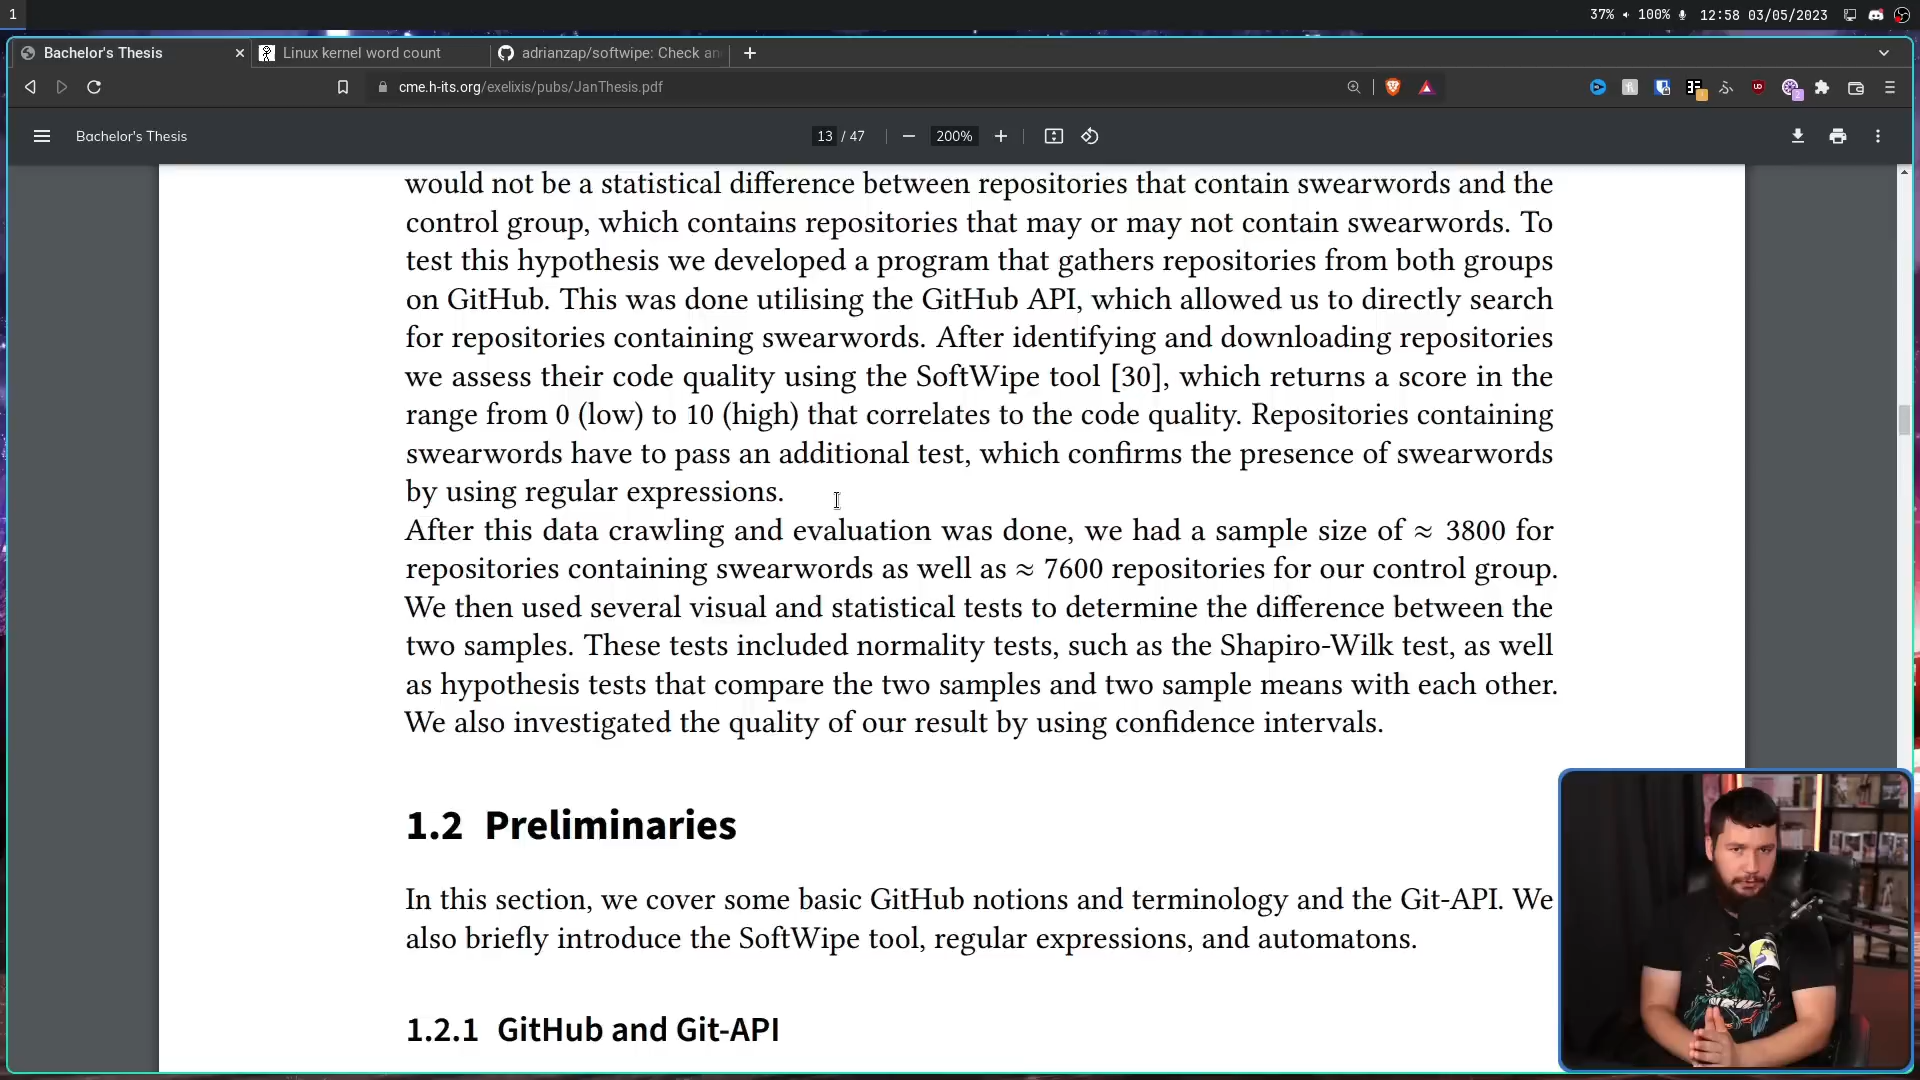 1
37% 100% 12:58 03/05/2023
Bachelor's Thesis
Linux kernel word count
adrianzap/softwipe: Check an
cme.h-its.org/exelixis/pubs/JanThesis.pdf
Bachelor's Thesis
13 / 47
200%
would not be a statistical difference between repositories that contain swearwords and the
control group, which contains repositories that may or may not contain swearwords. To
test this hypothesis we developed a program that gathers repositories from both groups
on GitHub. This was done utilising the GitHub API, which allowed us to directly search
for repositories containing swearwords. After identifying and downloading repositories
we assess their code quality using the SoftWipe tool [30], which returns a score in the
range from 0 (low) to 10 (high) that correlates to the code quality. Repositories containing
swearwords have to pass an additional test, which confirms the presence of swearwords
by using regular expressions.
After this data crawling and evaluation was done, we had a sample size of ≈ 3800 for
repositories containing swearwords as well as ≈ 7600 repositories for our control group.
We then used several visual and statistical tests to determine the difference between the
two samples. These tests included normality tests, such as the Shapiro-Wilk test, as well
as hypothesis tests that compare the two samples and two sample means with each other.
We also investigated the quality of our result by using confidence intervals.
1.2 Preliminaries
In this section, we cover some basic GitHub notions and terminology and the Git-API. We
also briefly introduce the SoftWipe tool, regular expressions, and automatons.
1.2.1 GitHub and Git-API